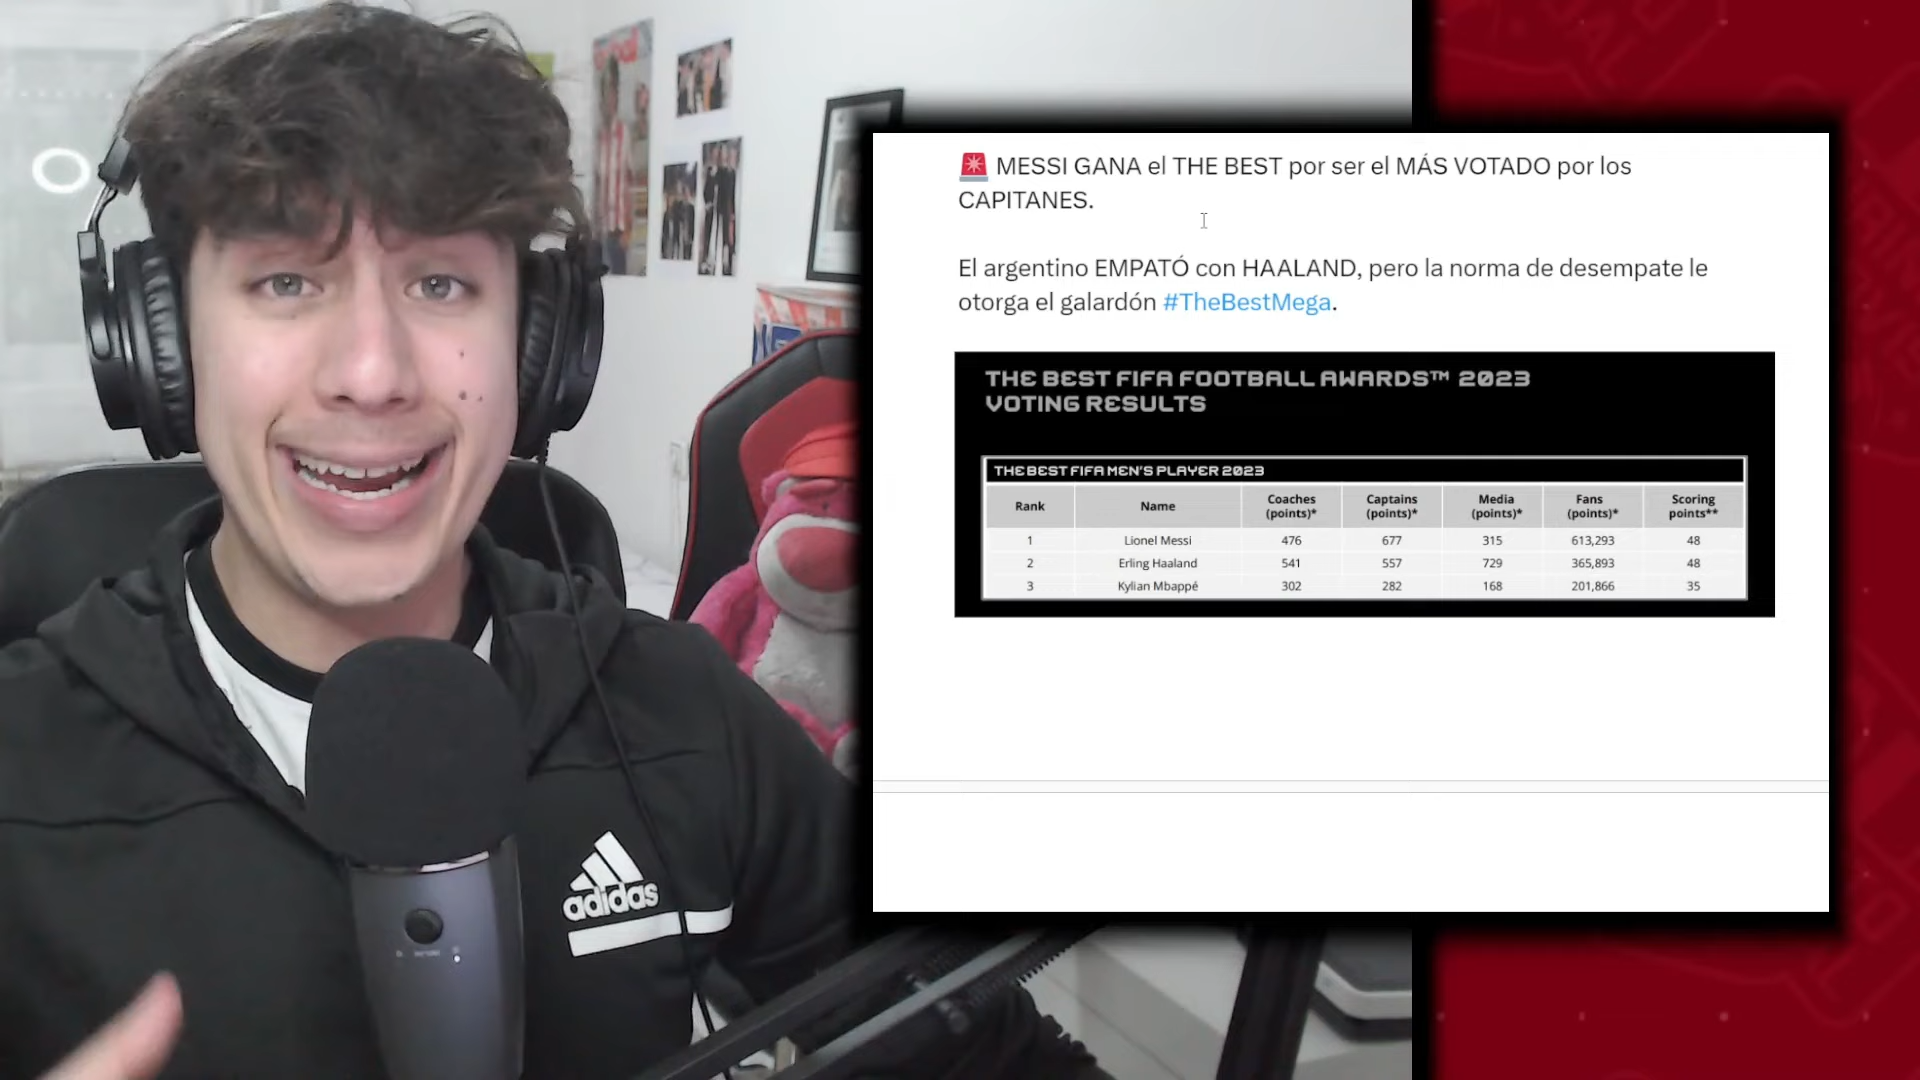 🚨 MESSI GANA el THE BEST por ser el MÁS VOTADO por los
CAPITANES.
El argentino EMPATÓ con HAALAND, pero la norma de desempate le
otorga el galardón #TheBestMega.
THE BEST FIFA FOOTBALL AWARDS™ 2023
VOTING RESULTS
THE BEST FIFA MEN'S PLAYER 2023
Rank Name Coaches (points)* Captains (points)* Media (points)* Fans (points)* Scoring points**
1 Lionel Messi 476 677 315 613,293 48
2 Erling Haaland 541 557 729 365,893 48
3 Kylian Mbappé 302 282 168 201,866 35
adidas